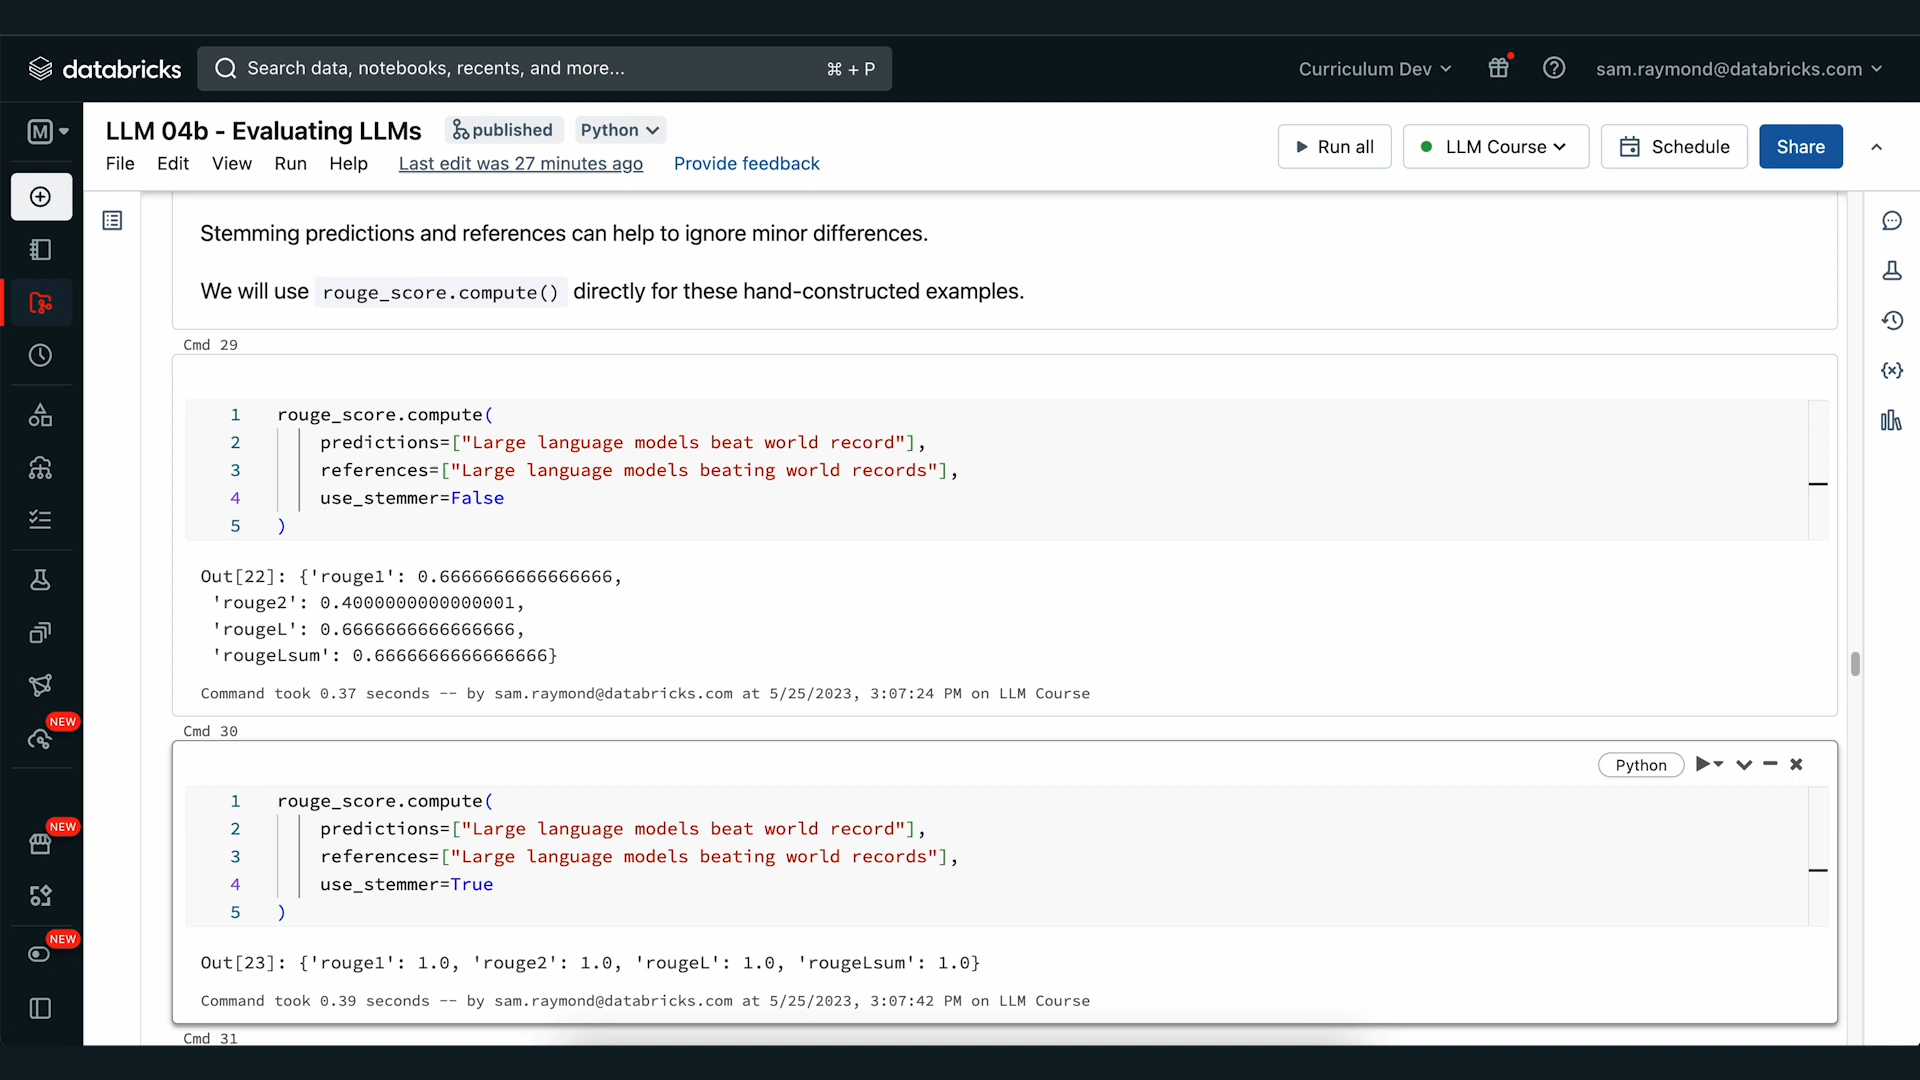 databricks
Search data, notebooks, recents, and more...
⌘ + P
Curriculum Dev
sam.raymond@databricks.com
M
LLM 04b - Evaluating LLMs
published
Python
Run all
LLM Course
Schedule
Share
File Edit View Run Help Last edit was 27 minutes ago Provide feedback
Stemming predictions and references can help to ignore minor differences.
We will use rouge_score.compute() directly for these hand-constructed examples.
Cmd 29
1 rouge_score.compute(
2 predictions=["Large language models beat world record"],
3 references=["Large language models beating world records"],
4 use_stemmer=False
5 )
Out[22]: {'rouge1': 0.6666666666666666,
'rouge2': 0.4000000000000001,
'rougeL': 0.6666666666666666,
'rougeLsum': 0.6666666666666666}
Command took 0.37 seconds -- by sam.raymond@databricks.com at 5/25/2023, 3:07:24 PM on LLM Course
NEW
Cmd 30
Python
1 rouge_score.compute(
2 predictions=["Large language models beat world record"],
3 references=["Large language models beating world records"],
4 use_stemmer=True
5 )
NEW
NEW
Out[23]: {'rouge1': 1.0, 'rouge2': 1.0, 'rougeL': 1.0, 'rougeLsum': 1.0}
Command took 0.39 seconds -- by sam.raymond@databricks.com at 5/25/2023, 3:07:42 PM on LLM Course
Cmd 31